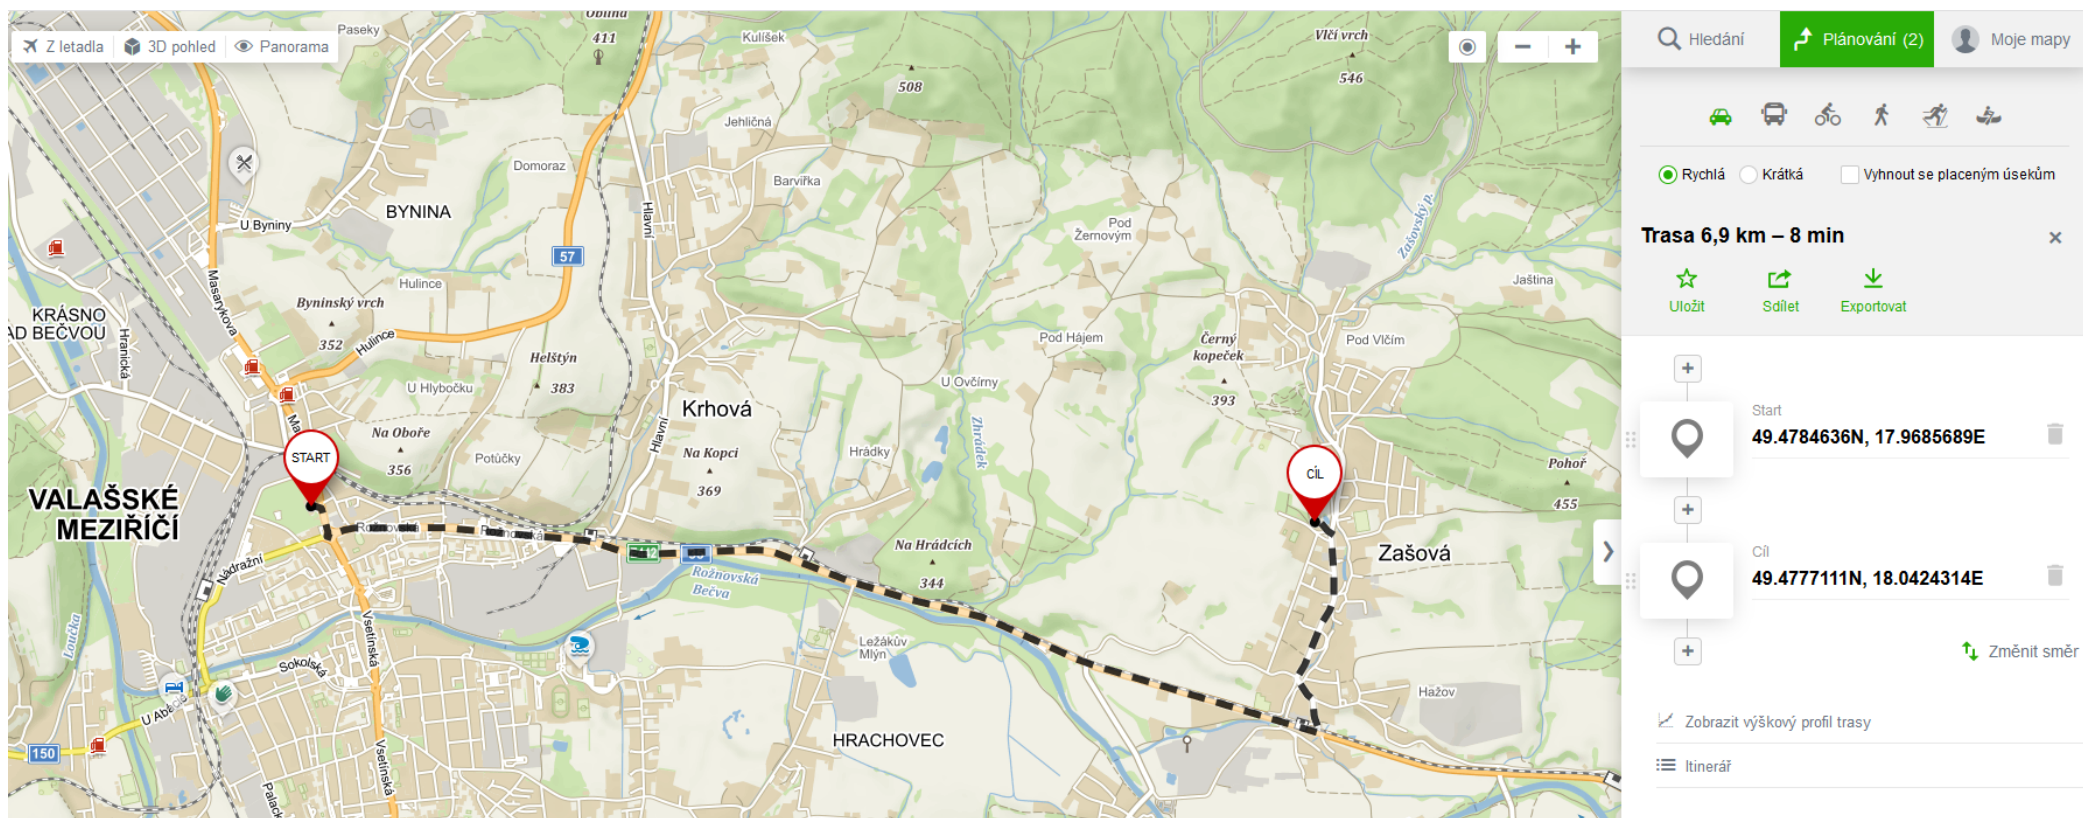 Z letadla
3D pohled
Panorama
Paseky
Oblina
411
Kulíšek
Vlčí vrch
546
508
Jehličná
Domoraz
Barvířka
BYNINA
U Byniny
Hlavní
57
Pod
Žernovým
Zašovský p.
Masarykova
Hulince
Byninský vrch
352
Hulince
Jaština
KRÁSNO
AD BEČVOU
Hranická
Helštýn
383
U Hlybočku
Pod Hájem
Černý
kopeček
393
Pod Vlčím
U Ovčírny
Krhová
Hlavní
Na Oboře
356
Potůčky
Na Kopci
369
Hrádky
Zhrádek
START
CÍL
Pohoř
455
VALAŠSKÉ
MEZIŘÍČÍ
Rožnovská
Rožnovská
Na Hrádcích
344
Zašová
Nádražní
Rožnovská
Bečva
Loučka
Vsetínská
Sokolská
Ležákův
Mlýn
Hažov
U Abácie
HRACHOVEC
150
Vsetínská
Hledání
Plánování (2)
Moje mapy
Rychlá
Krátká
Vyhnout se placeným úsekům
Trasa 6,9 km – 8 min
Uložit
Sdílet
Exportovat
Start
49.4784636N, 17.9685689E
Cíl
49.4777111N, 18.0424314E
Změnit směr
Zobrazit výškový profil trasy
Itinerář